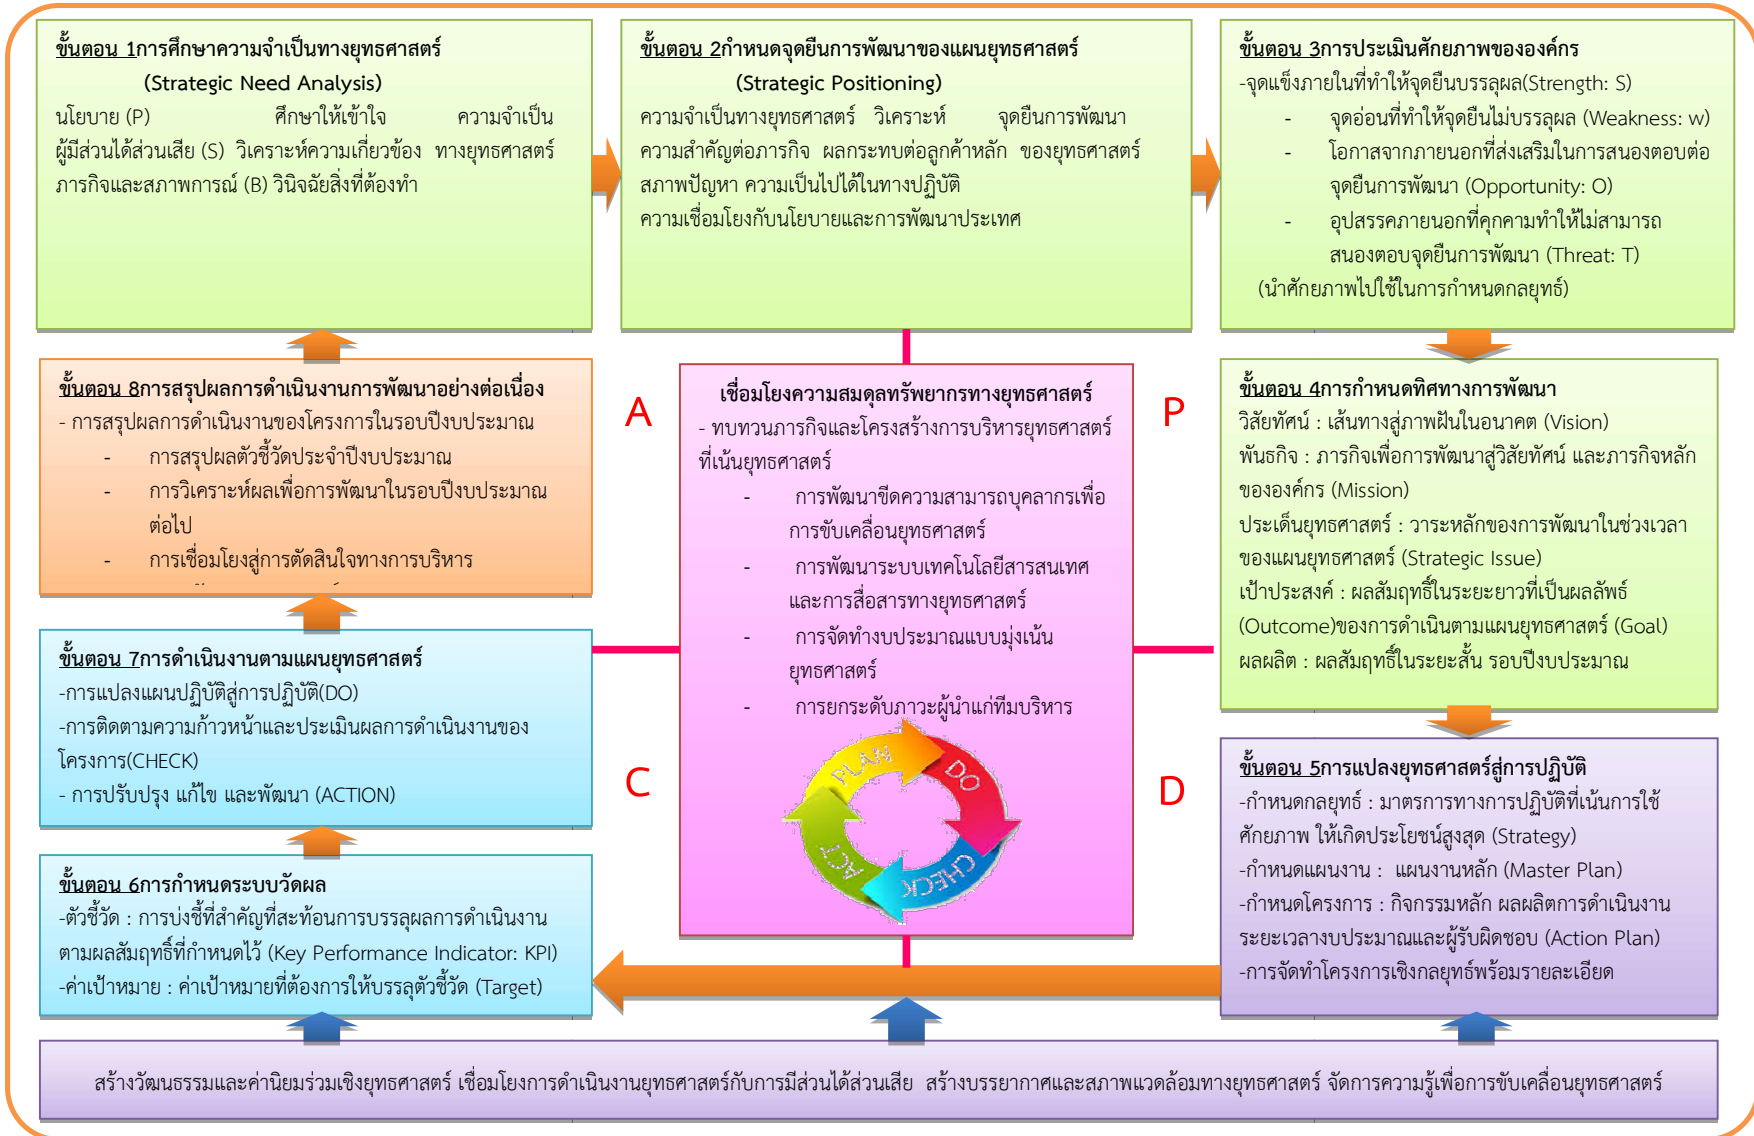 ขั้นตอน 1การศึกษาความจำเป็นทางยุทธศาสตร์
(Strategic Need Analysis)
นโยบาย (P) ศึกษาให้เข้าใจ ความจำเป็น
ผู้มีส่วนได้ส่วนเสีย (S) วิเคราะห์ความเกี่ยวข้อง ทางยุทธศาสตร์
ภารกิจและสภาพการณ์ (B) วินิจฉัยสิ่งที่ต้องทำ
ขั้นตอน 2กำหนดจุดยืนการพัฒนาของแผนยุทธศาสตร์
(Strategic Positioning)
ความจำเป็นทางยุทธศาสตร์ วิเคราะห์ จุดยืนการพัฒนา
ความสำคัญต่อภารกิจ ผลกระทบต่อลูกค้าหลัก ของยุทธศาสตร์
สภาพปัญหา ความเป็นไปได้ในทางปฏิบัติ
ความเชื่อมโยงกับนโยบายและการพัฒนาประเทศ
ขั้นตอน 3การประเมินศักยภาพขององค์กร
-จุดแข็งภายในที่ทำให้จุดยืนบรรลุผล(Strength: S)
- จุดอ่อนที่ทำให้จุดยืนไม่บรรลุผล (Weakness: w)
- โอกาสจากภายนอกที่ส่งเสริมในการสนองตอบต่อ
จุดยืนการพัฒนา (Opportunity: O)
- อุปสรรคภายนอกที่คุกคามทำให้ไม่สามารถ
สนองตอบจุดยืนการพัฒนา (Threat: T)
(นำศักยภาพไปใช้ในการกำหนดกลยุทธ์)
ขั้นตอน 8การสรุปผลการดำเนินงานการพัฒนาอย่างต่อเนื่อง
- การสรุปผลการดำเนินงานของโครงการในรอบปีงบประมาณ
- การสรุปผลตัวชี้วัดประจำปีงบประมาณ
- การวิเคราะห์ผลเพื่อการพัฒนาในรอบปีงบประมาณ
ต่อไป
- การเชื่อมโยงสู่การตัดสินใจทางการบริหาร
A
เชื่อมโยงความสมดุลทรัพยากรทางยุทธศาสตร์
- ทบทวนภารกิจและโครงสร้างการบริหารยุทธศาสตร์
ที่เน้นยุทธศาสตร์
- การพัฒนาขีดความสามารถบุคลากรเพื่อ
การขับเคลื่อนยุทธศาสตร์
- การพัฒนาระบบเทคโนโลยีสารสนเทศ
และการสื่อสารทางยุทธศาสตร์
- การจัดทำงบประมาณแบบมุ่งเน้น
ยุทธศาสตร์
- การยกระดับภาวะผู้นำแก่ทีมบริหาร
PLAN
DO
CHECK
ACT
P
ขั้นตอน 4การกำหนดทิศทางการพัฒนา
วิสัยทัศน์ : เส้นทางสู่ภาพฝันในอนาคต (Vision)
พันธกิจ : ภารกิจเพื่อการพัฒนาสู่วิสัยทัศน์ และภารกิจหลัก
ขององค์กร (Mission)
ประเด็นยุทธศาสตร์ : วาระหลักของการพัฒนาในช่วงเวลา
ของแผนยุทธศาสตร์ (Strategic Issue)
เป้าประสงค์ : ผลสัมฤทธิ์ในระยะยาวที่เป็นผลลัพธ์
(Outcome)ของการดำเนินตามแผนยุทธศาสตร์ (Goal)
ผลผลิต : ผลสัมฤทธิ์ในระยะสั้น รอบปีงบประมาณ
ขั้นตอน 7การดำเนินงานตามแผนยุทธศาสตร์
-การแปลงแผนปฏิบัติสู่การปฏิบัติ(DO)
-การติดตามความก้าวหน้าและประเมินผลการดำเนินงานของ
โครงการ(CHECK)
- การปรับปรุง แก้ไข และพัฒนา (ACTION)
C
D
ขั้นตอน 5การแปลงยุทธศาสตร์สู่การปฏิบัติ
-กำหนดกลยุทธ์ : มาตรการทางการปฏิบัติที่เน้นการใช้
ศักยภาพ ให้เกิดประโยชน์สูงสุด (Strategy)
-กำหนดแผนงาน : แผนงานหลัก (Master Plan)
-กำหนดโครงการ : กิจกรรมหลัก ผลผลิตการดำเนินงาน
ระยะเวลางบประมาณและผู้รับผิดชอบ (Action Plan)
-การจัดทำโครงการเชิงกลยุทธ์พร้อมรายละเอียด
ขั้นตอน 6การกำหนดระบบวัดผล
-ตัวชี้วัด : การบ่งชี้ที่สำคัญที่สะท้อนการบรรลุผลการดำเนินงาน
ตามผลสัมฤทธิ์ที่กำหนดไว้ (Key Performance Indicator: KPI)
-ค่าเป้าหมาย : ค่าเป้าหมายที่ต้องการให้บรรลุตัวชี้วัด (Target)
สร้างวัฒนธรรมและค่านิยมร่วมเชิงยุทธศาสตร์ เชื่อมโยงการดำเนินงานยุทธศาสตร์กับการมีส่วนได้ส่วนเสีย สร้างบรรยากาศและสภาพแวดล้อมทางยุทธศาสตร์ จัดการความรู้เพื่อการขับเคลื่อนยุทธศาสตร์